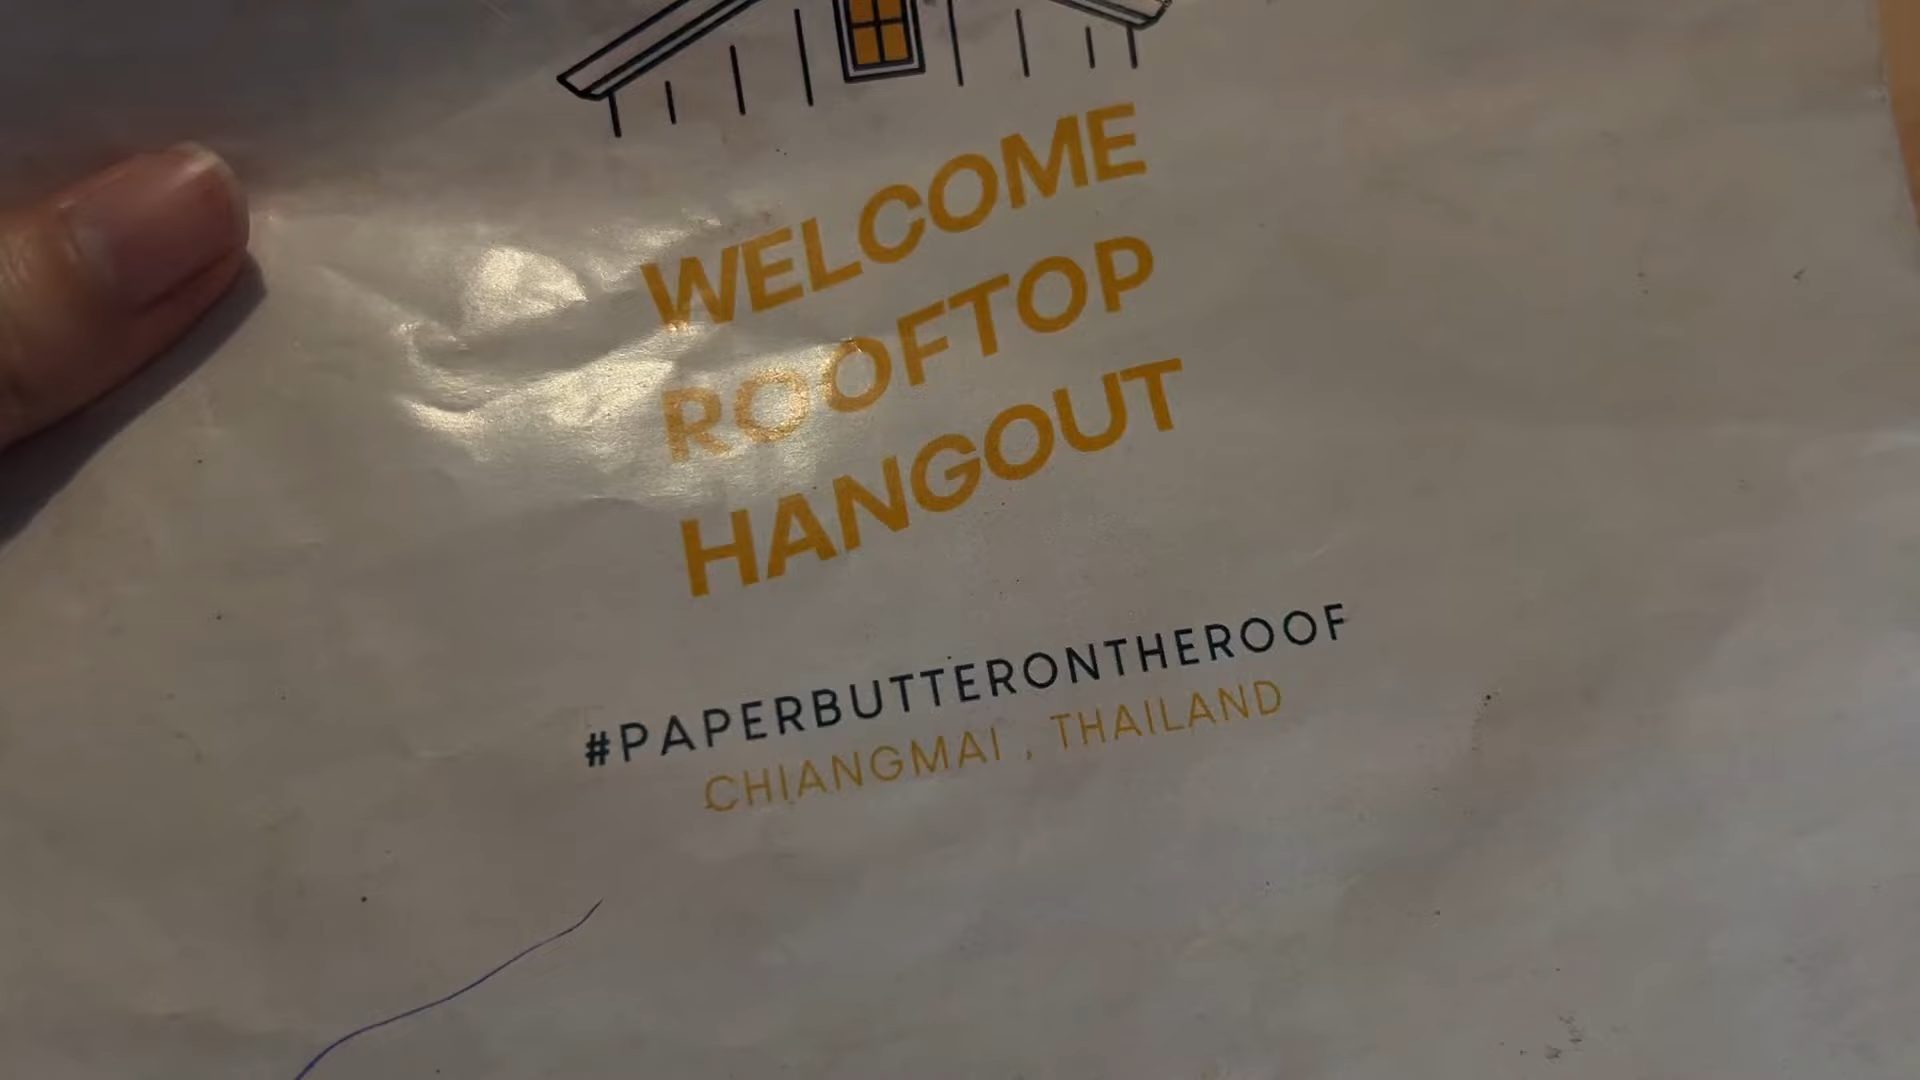 WELCOME
ROOFTOP
HANGOUT
#PAPERBUTTERONTHEROOF
CHIANGMAI , THAILAND